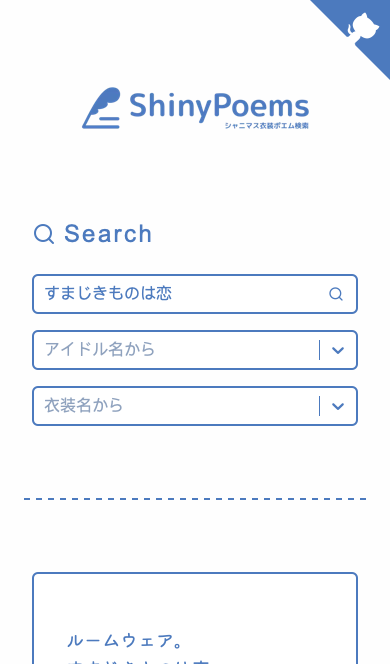 ShinyPoems
シャニマス衣装ポエム検索
Search
すまじきものは恋
アイドル名から
衣装名から
ルームウェア。